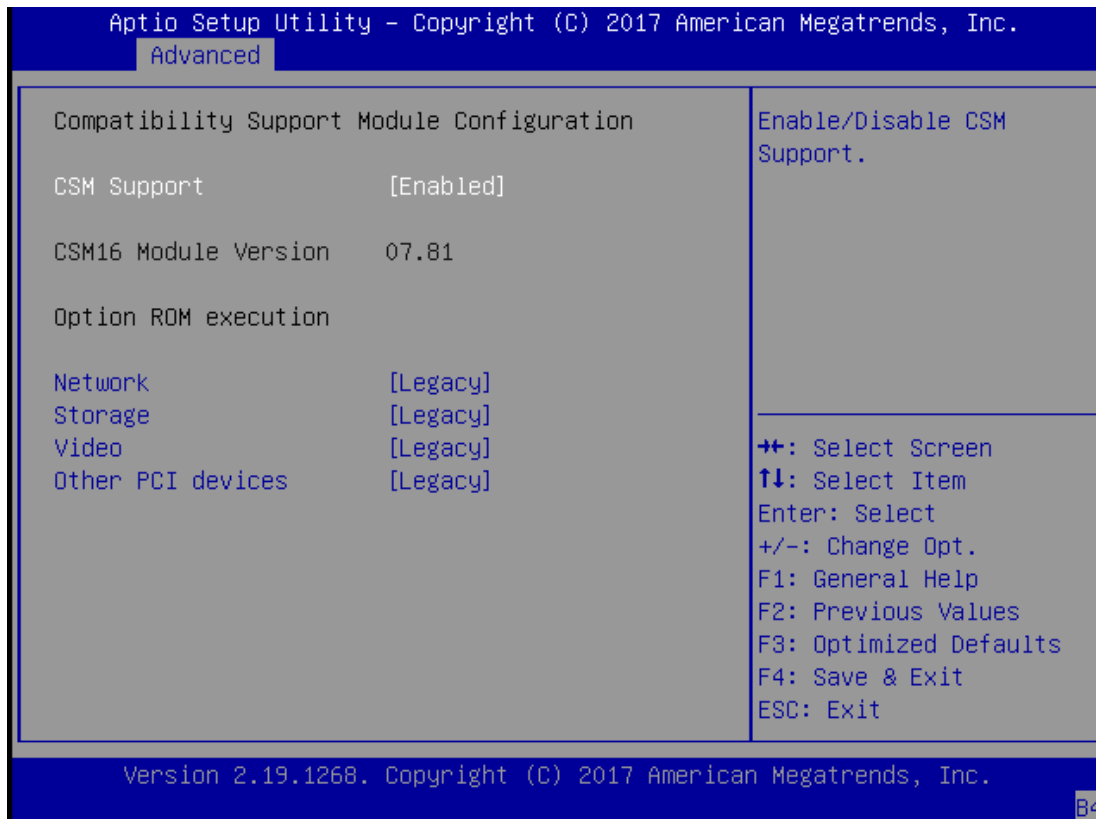 Aptio Setup Utility – Copyright (C) 2017 American Megatrends, Inc.
Advanced
Compatibility Support Module Configuration
CSM Support [Enabled]
CSM16 Module Version 07.81
Option ROM execution
Network [Legacy]
Storage [Legacy]
Video [Legacy]
Other PCI devices [Legacy]
Enable/Disable CSM
Support.
→←: Select Screen
↑↓: Select Item
Enter: Select
+/-: Change Opt.
F1: General Help
F2: Previous Values
F3: Optimized Defaults
F4: Save & Exit
ESC: Exit
Version 2.19.1268. Copyright (C) 2017 American Megatrends, Inc.
B4